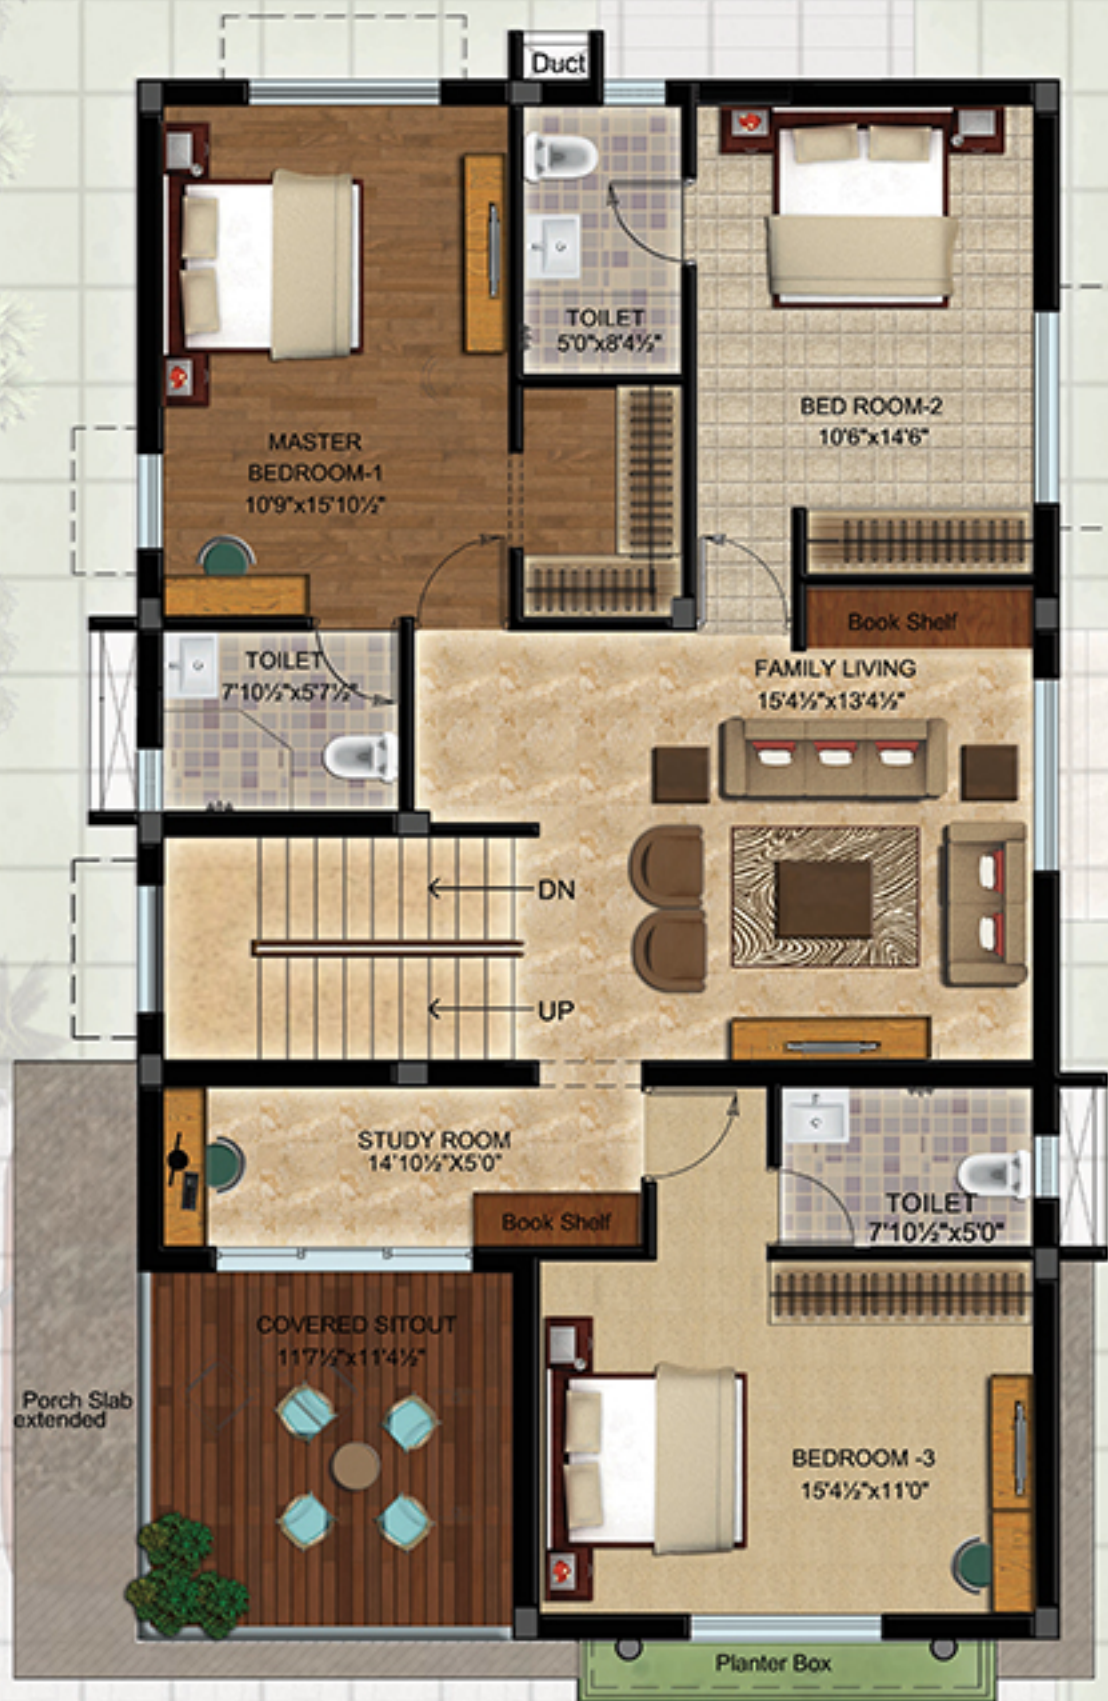 Duct
TOILET
5'0"x8'4½"
BED ROOM-2
10'6"x14'6"
MASTER
BEDROOM-1
10'9"x15'10½"
Book Shelf
TOILET
7'10½"x5'7½"
FAMILY LIVING
15'4½"x13'4½"
DN
UP
STUDY ROOM
14'10½"X5'0"
Book Shelf
TOILET
7'10½"x5'0"
COVERED SITOUT
11'7½"x11'4½"
Porch Slab
extended
BEDROOM -3
15'4½"x11'0"
Planter Box